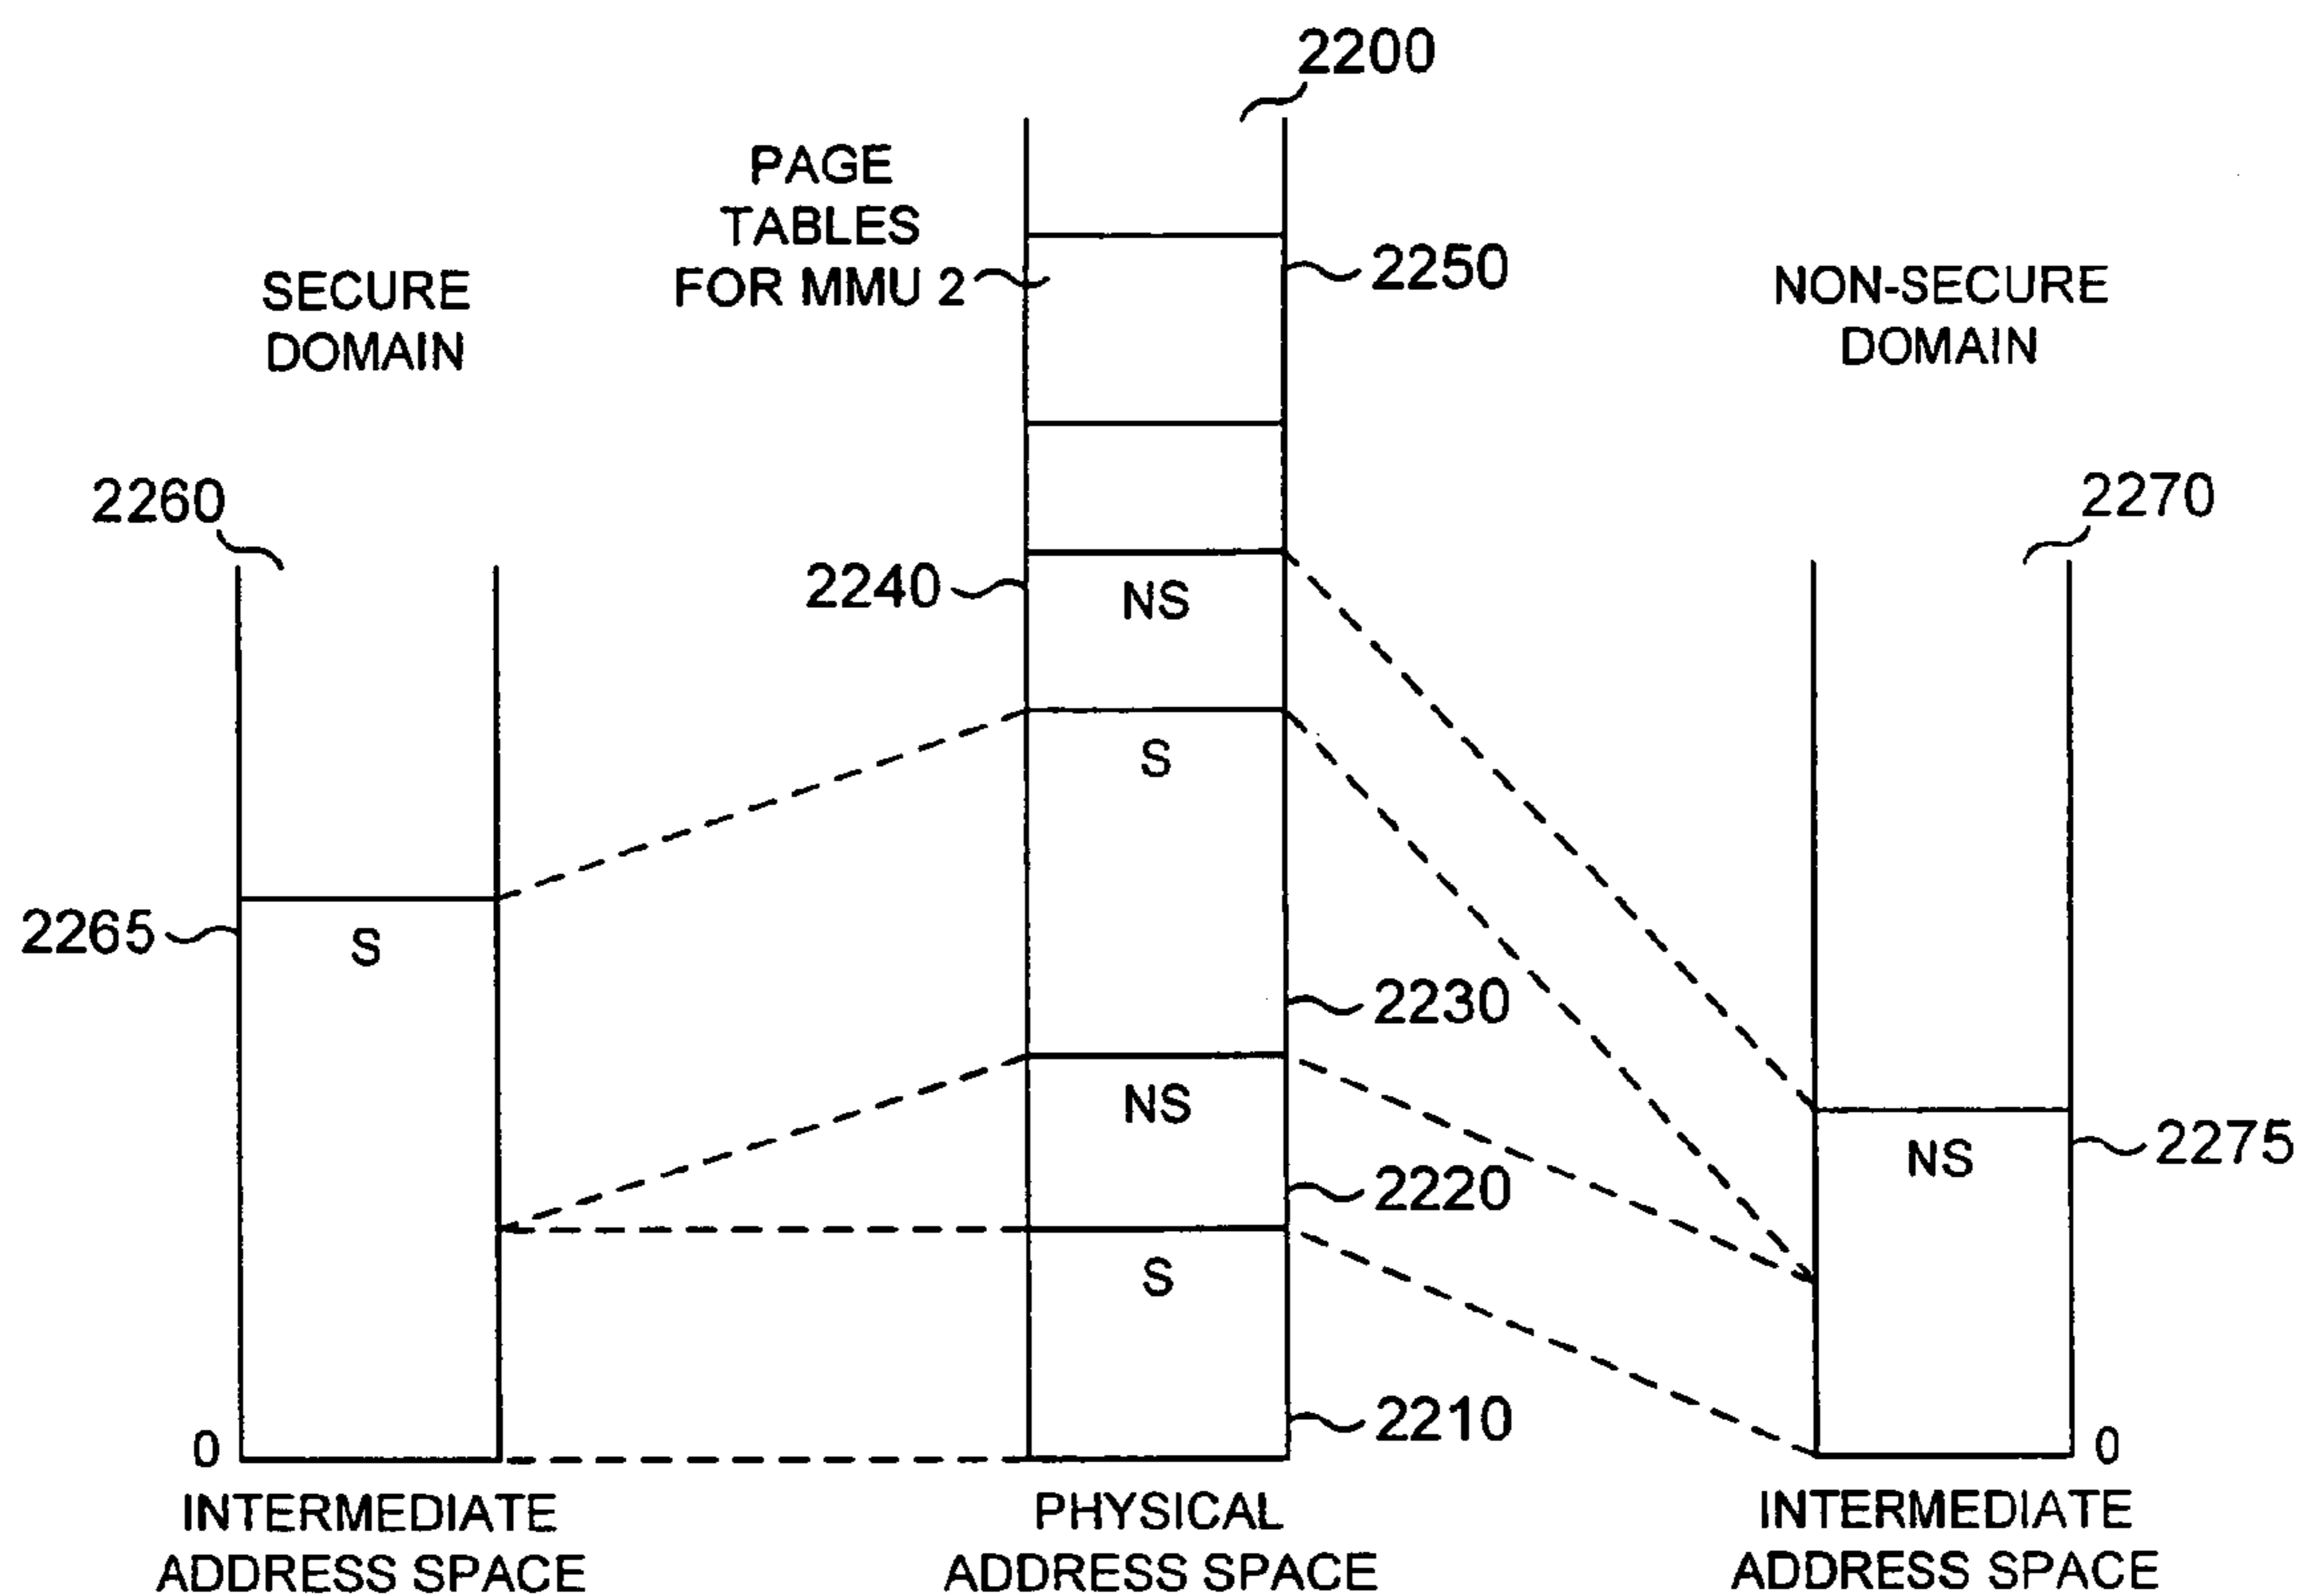 2200
PAGE
TABLES
FOR MMU 2
2250
SECURE
DOMAIN
NON-SECURE
DOMAIN
2260
2270
2240
NS
S
2265
S
2230
NS
NS
2275
2220
S
2210
0
0
INTERMEDIATE
ADDRESS SPACE
PHYSICAL
ADDRESS SPACE
INTERMEDIATE
ADDRESS SPACE